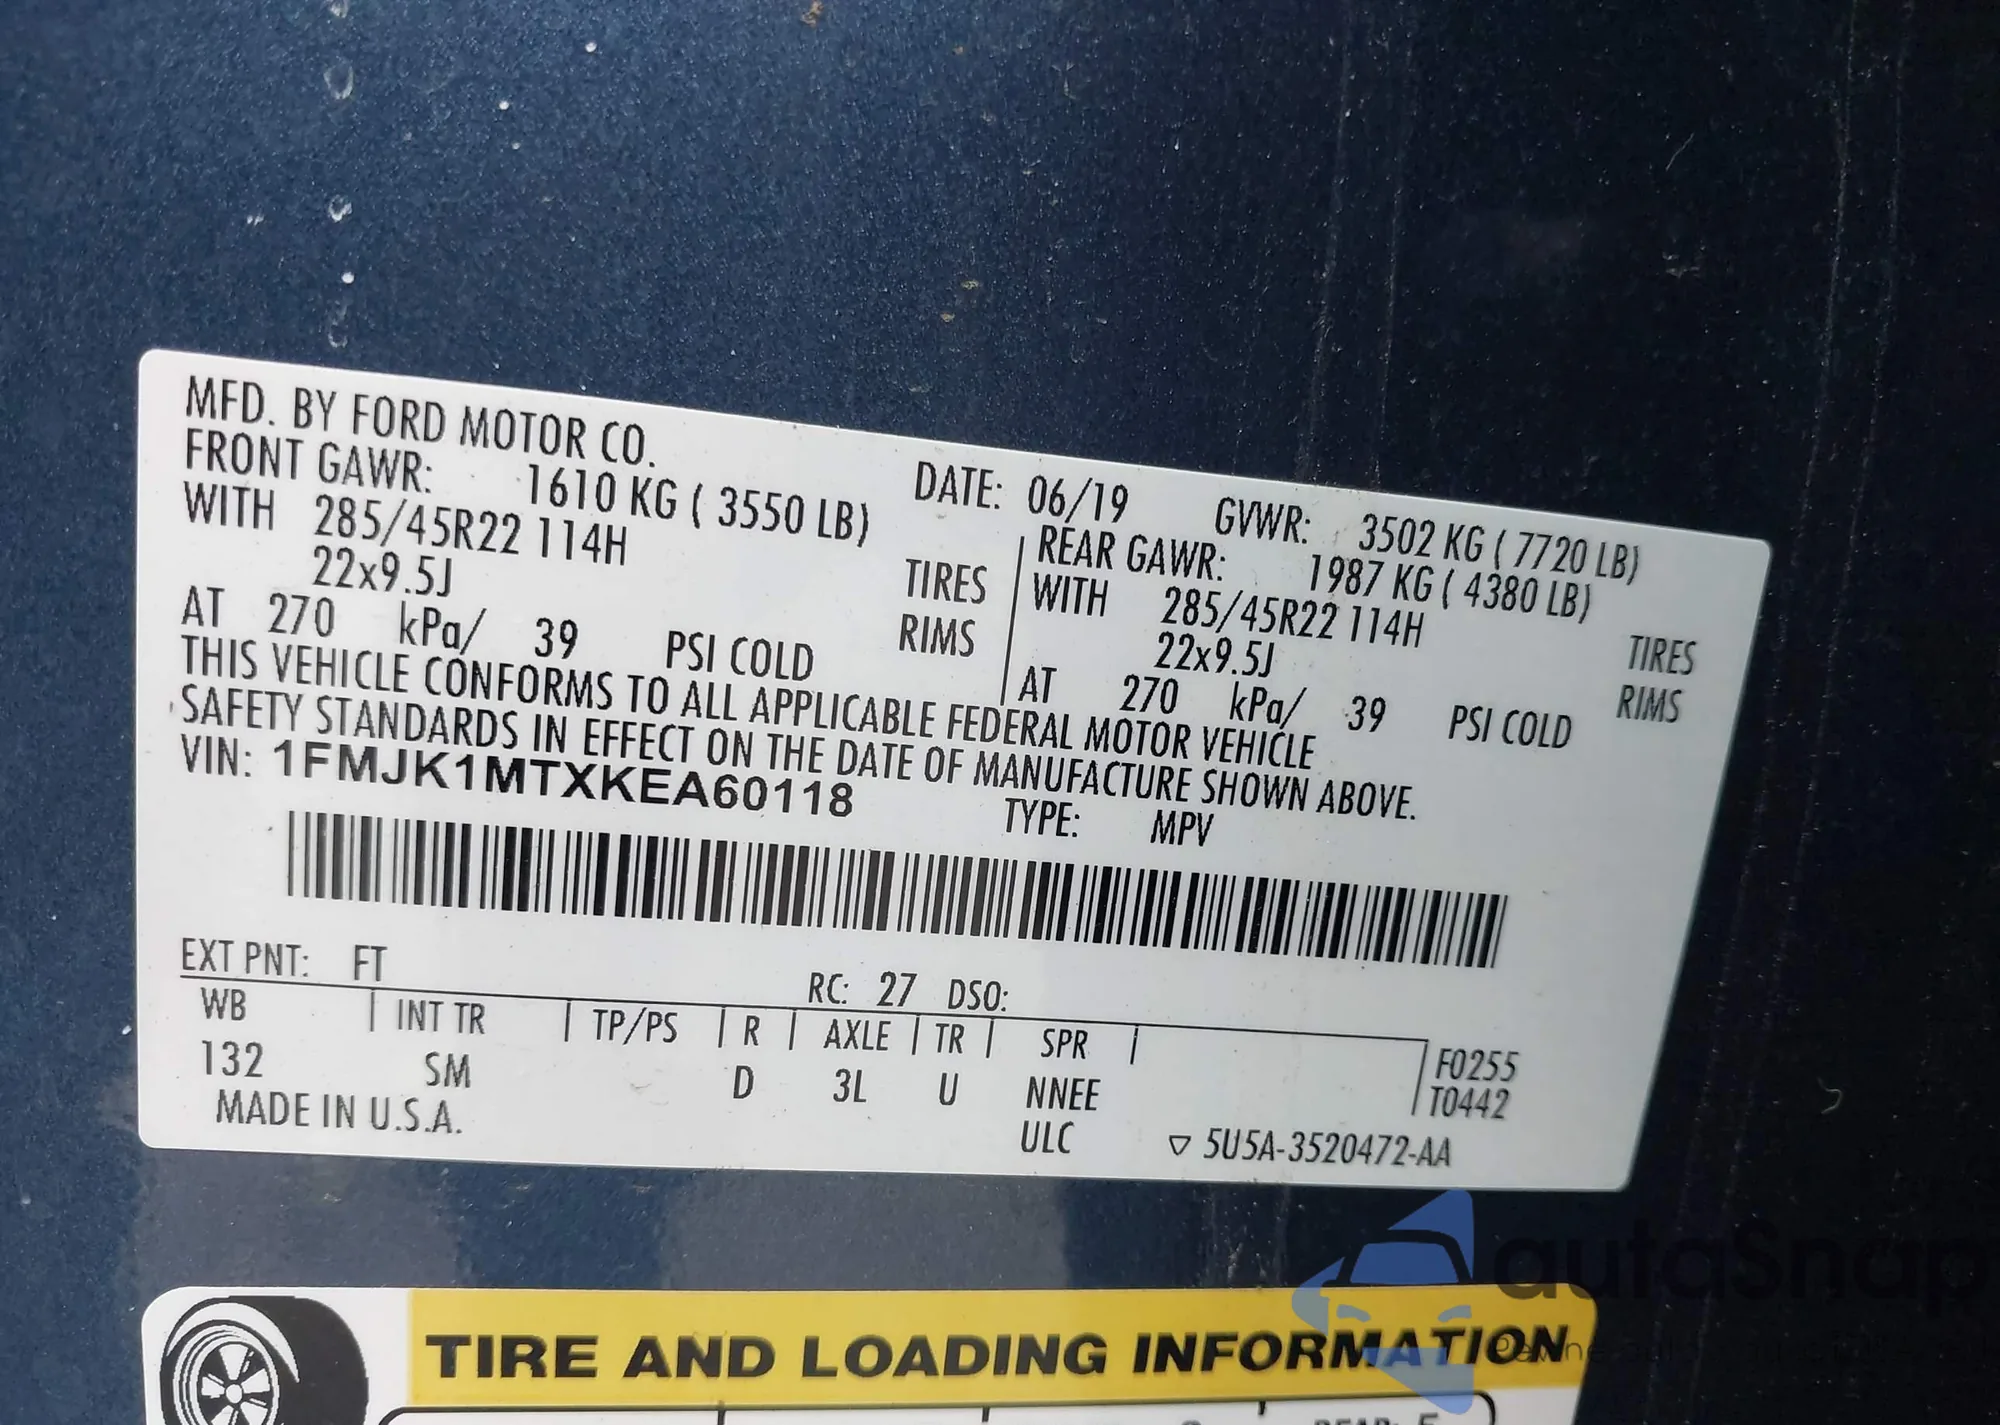 MFD. BY FORD MOTOR CO. DATE: 06/19 GVWR: 3502 KG ( 7720 LB)
FRONT GAWR: 1610 KG ( 3550 LB) REAR GAWR: 1987 KG ( 4380 LB)
WITH 285/45R22 114H TIRES WITH 285/45R22 114H TIRES
22x9.5J RIMS 22x9.5J RIMS
AT 270 kPa/ 39 PSI COLD AT 270 kPa/ 39 PSI COLD
THIS VEHICLE CONFORMS TO ALL APPLICABLE FEDERAL MOTOR VEHICLE
SAFETY STANDARDS IN EFFECT ON THE DATE OF MANUFACTURE SHOWN ABOVE.
VIN: 1FMJK1MTXKEA60118 TYPE: MPV
EXT PNT: FT RC: 27 DSO:
WB INT TR TP/PS R AXLE TR SPR F0255
132 SM D 3L U NNEE T0442
MADE IN U.S.A. ULC ▽ 5U5A-3520472-AA
autaSnap
TIRE AND LOADING INFORMATION